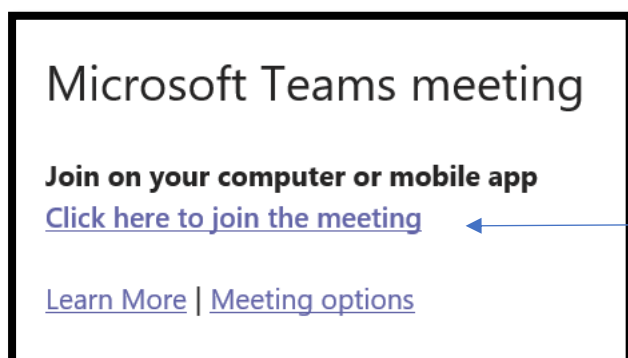 Microsoft Teams meeting
Join on your computer or mobile app
Click here to join the meeting
Learn More | Meeting options